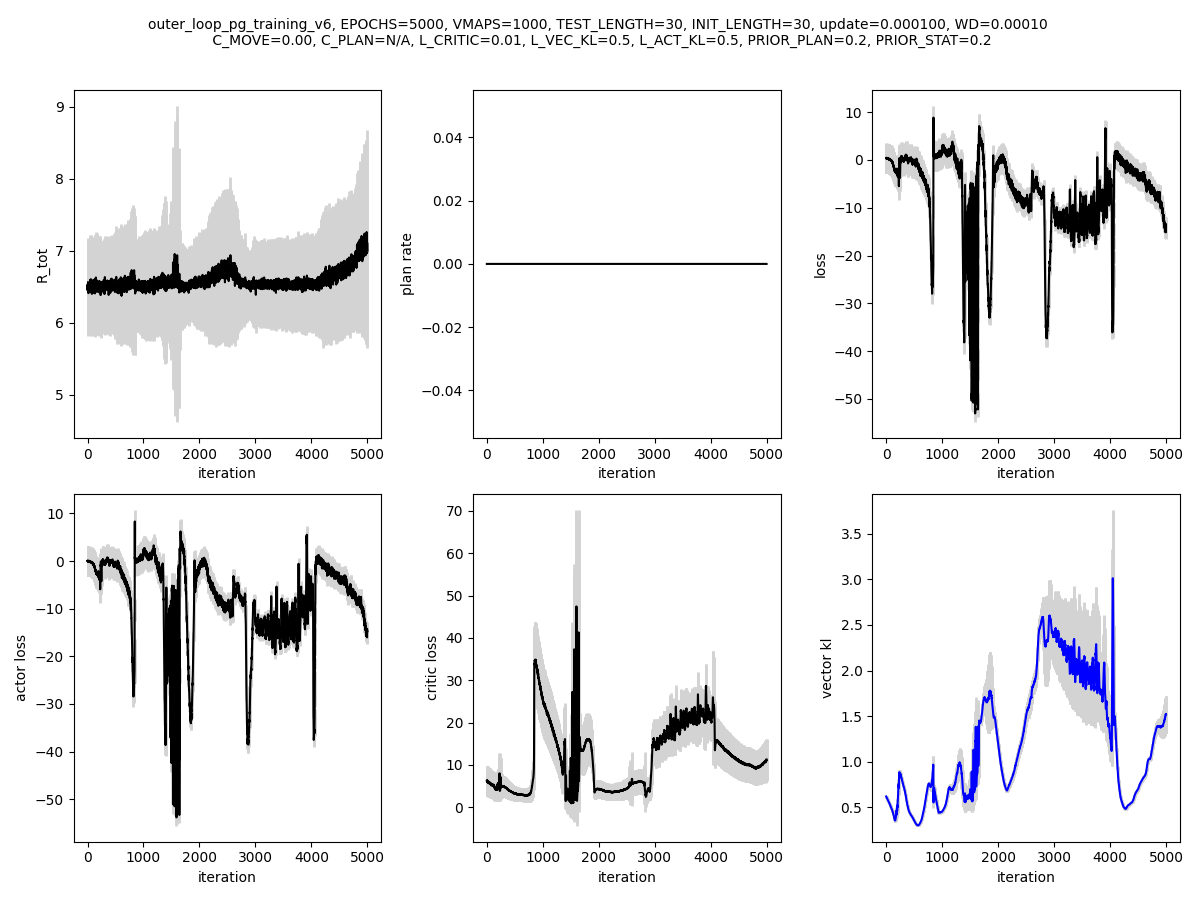 outer_loop_pg_training_v6, EPOCHS=5000, VMAPS=1000, TEST_LENGTH=30, INIT_LENGTH=30, update=0.000100, WD=0.00010
C_MOVE=0.00, C_PLAN=N/A, L_CRITIC=0.01, L_VEC_KL=0.5, L_ACT_KL=0.5, PRIOR_PLAN=0.2, PRIOR_STAT=0.2
R_tot
9
8
7
6
5
0 1000 2000 3000 4000 5000
iteration
plan rate
0.04
0.02
0.00
−0.02
−0.04
0 1000 2000 3000 4000 5000
iteration
loss
10
0
−10
−20
−30
−40
−50
0 1000 2000 3000 4000 5000
iteration
actor loss
10
0
−10
−20
−30
−40
−50
0 1000 2000 3000 4000 5000
iteration
critic loss
70
60
50
40
30
20
10
0
0 1000 2000 3000 4000 5000
iteration
vector kl
3.5
3.0
2.5
2.0
1.5
1.0
0.5
0 1000 2000 3000 4000 5000
iteration